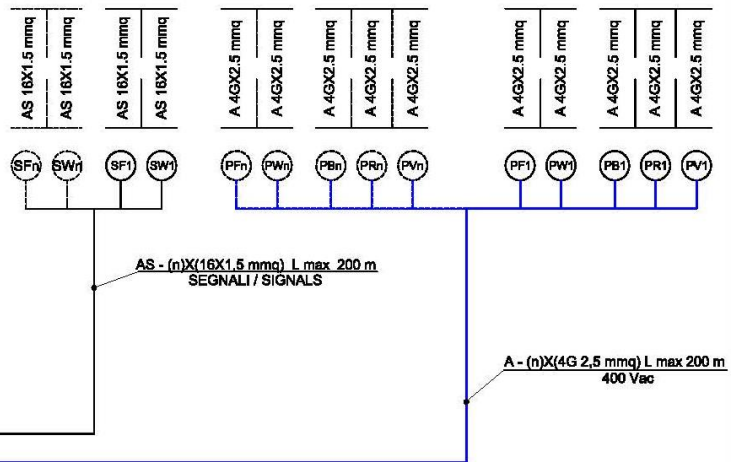 AS 16X1.5 mmq
AS 16X1.5 mmq
AS 16X1.5 mmq
AS 16X1.5 mmq
A 4GX2.5 mmq
A 4GX2.5 mmq
A 4GX2.5 mmq
A 4GX2.5 mmq
A 4GX2.5 mmq
A 4GX2.5 mmq
A 4GX2.5 mmq
A 4GX2.5 mmq
A 4GX2.5 mmq
A 4GX2.5 mmq
SFn
SWn
SF1
SW1
PFn
PWn
PBn
PRn
PVn
PF1
PW1
PB1
PR1
PV1
AS - (n)X(16X1,5 mmq) L max 200 m
SEGNALI / SIGNALS
A - (n)X(4G 2,5 mmq) L max 200 m
400 Vac